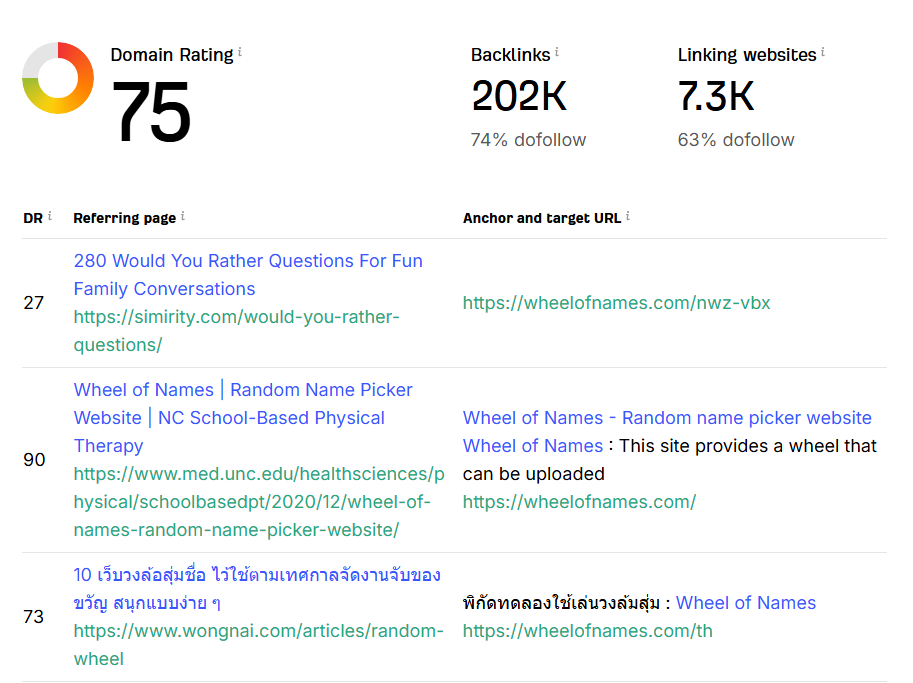 Domain Rating i
75
Backlinks i
202K
74% dofollow
Linking websites i
7.3K
63% dofollow
DR i
Referring page i
Anchor and target URL i
27
280 Would You Rather Questions For Fun
Family Conversations
https://simirity.com/would-you-rather-
questions/
https://wheelofnames.com/nwz-vbx
90
Wheel of Names | Random Name Picker
Website | NC School-Based Physical
Therapy
https://www.med.unc.edu/healthsciences/p
hysical/schoolbasedpt/2020/12/wheel-of-
names-random-name-picker-website/
Wheel of Names - Random name picker website
Wheel of Names : This site provides a wheel that
can be uploaded
https://wheelofnames.com/
73
10 เว็บวงล้อสุ่มชื่อ ไว้ใช้ตามเทศกาลจัดงานจับของ
ขวัญ สนุกแบบง่าย ๆ
https://www.wongnai.com/articles/random-
wheel
พิกัดทดลองใช้เล่นวงล้มสุ่ม : Wheel of Names
https://wheelofnames.com/th